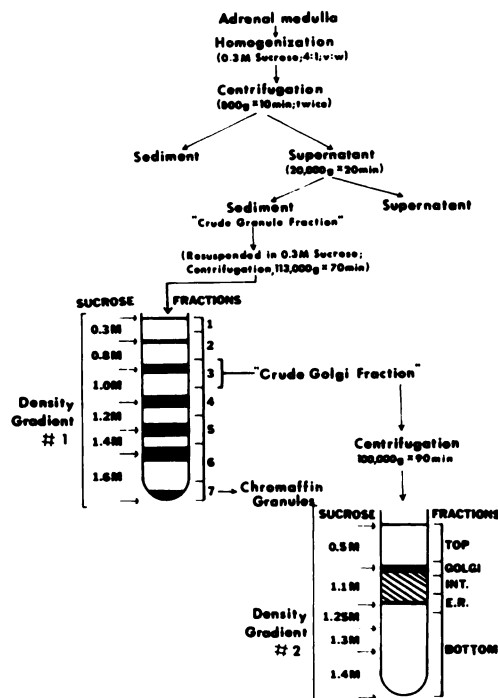 Adrenal medulla
Homogenization
(0.3M Sucrose;4:1,v:w)
Centrifugation
(800g×10min;twice)
Sediment
Supernatant
(20,000g×20min)
Sediment
"Crude Granule Fraction"
Supernatant
(Resuspended in 0.3M Sucrose;
Centrifugation,113,000g×70min)
SUCROSE FRACTIONS
0.3M
0.8M
1.0M
1.2M
1.4M
1.6M
1
2
3
4
5
6
7
Density
Gradient
# 1
"Crude Golgi Fraction"
Chromaffin
Granules
Centrifugation
100,000g×90min
SUCROSE FRACTIONS
0.5M
1.1M
1.25M
1.3M
1.4M
TOP
GOLGI
INT.
E.R.
BOTTOM
Density
Gradient
# 2